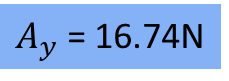 A_y = 16.74N